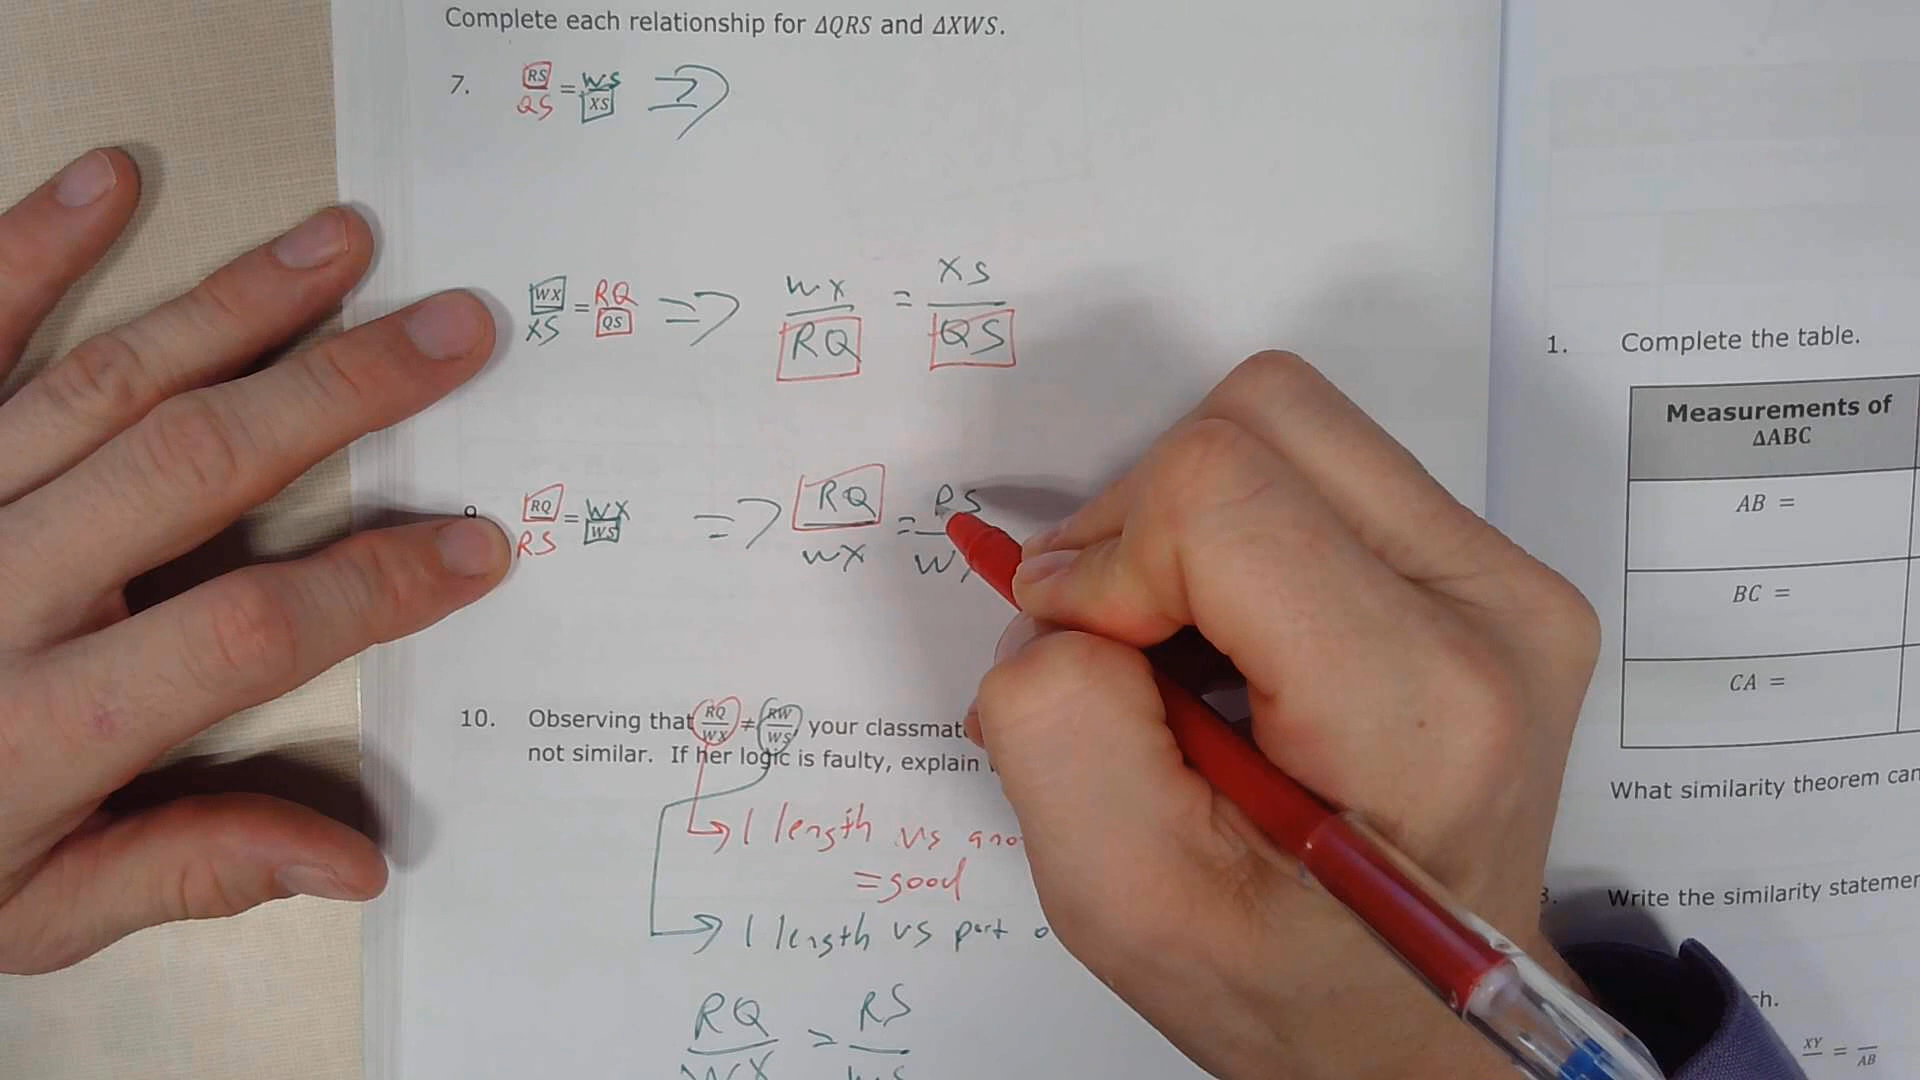 Complete each relationship for ΔQRS and ΔXWS.
7. RS/QS = WS/XS ⇒
WX/XS = RQ/QS ⇒ WX/RQ = XS/QS
9 RQ/RS = WX/WS ⇒ RQ/WX = RS/
10. Observing that RQ/WX ≠ RW/WS, your classmat
not similar. If her logic is faulty, explain
1 length vs
= good
1 length vs part
RQ/WX = RS/WS
1. Complete the table.
Measurements of
ΔABC
AB =
BC =
CA =
What similarity theorem can
3. Write the similarity statemen
ch.
XY/ = /AB